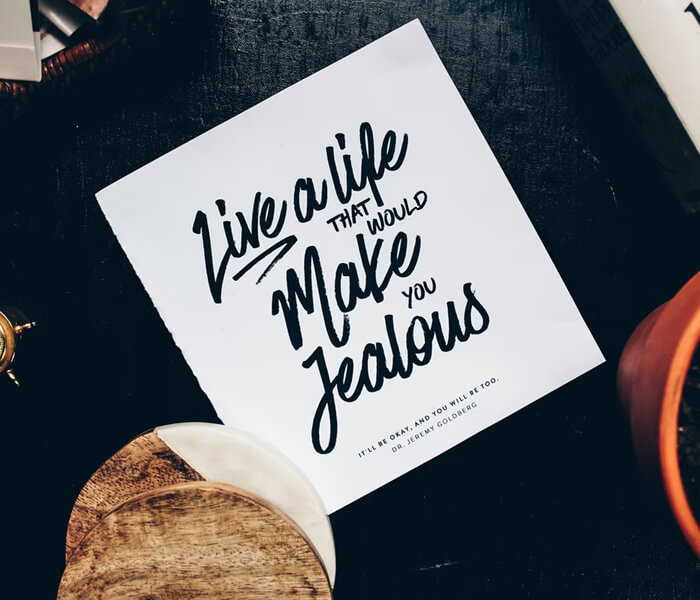 Live a life
THAT WOULD
Make
YOU
Jealous
IT'LL BE OKAY, AND YOU WILL BE TOO.
DR. JEREMY GOLDBERG